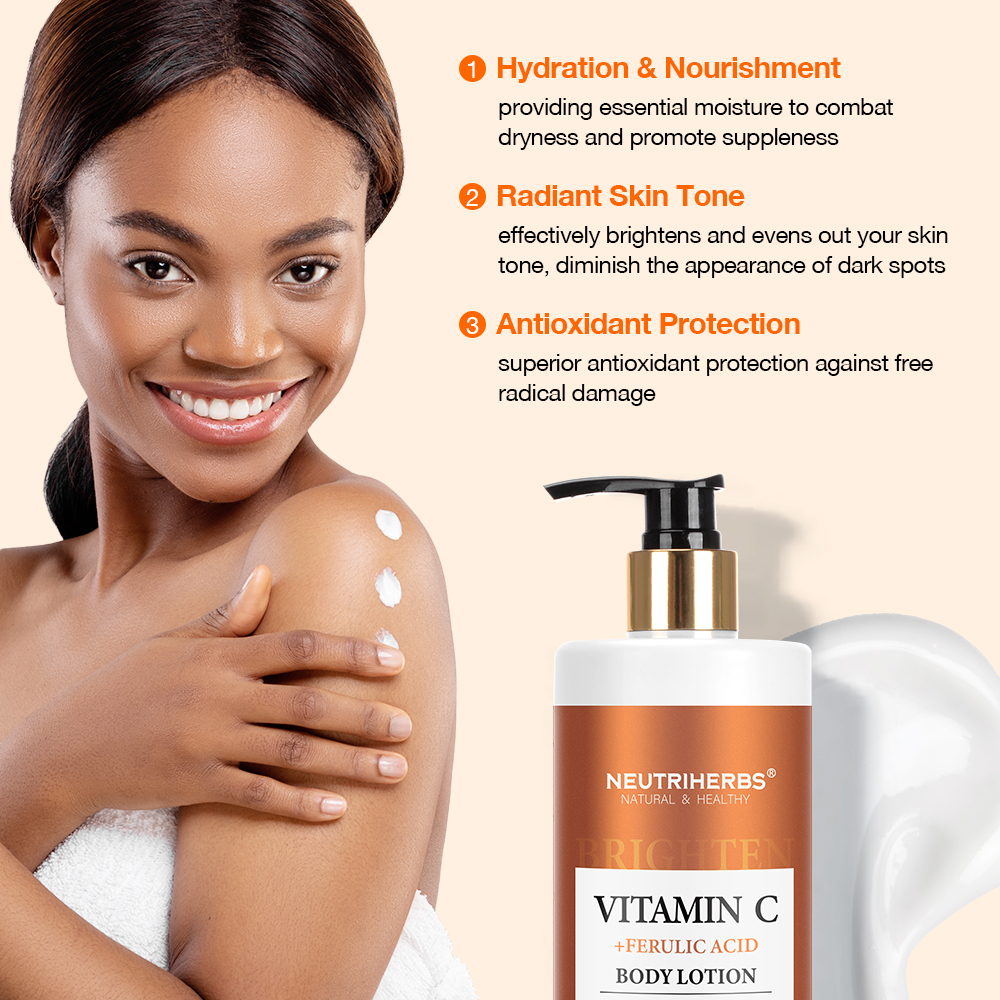 1 Hydration & Nourishment
providing essential moisture to combat
dryness and promote suppleness
2 Radiant Skin Tone
effectively brightens and evens out your skin
tone, diminish the appearance of dark spots
3 Antioxidant Protection
superior antioxidant protection against free
radical damage
NEUTRIHERBS®
NATURAL & HEALTHY
BRIGHTEN
VITAMIN C
+FERULIC ACID
BODY LOTION